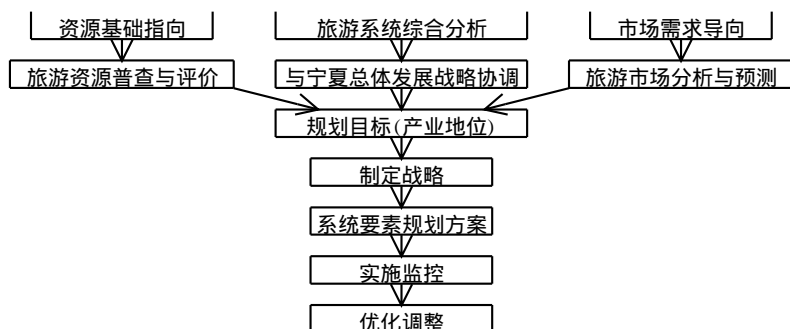 资源基础指向
旅游系统综合分析
市场需求导向
旅游资源普查与评价
与宁夏总体发展战略协调
旅游市场分析与预测
规划目标(产业地位)
制定战略
系统要素规划方案
实施监控
优化调整